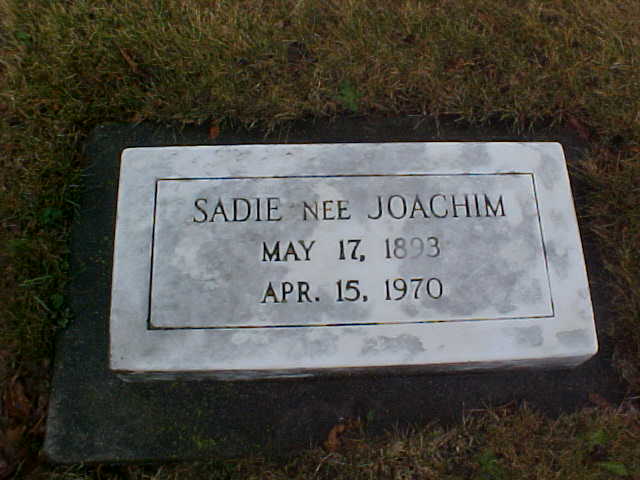 SADIE NEE JOACHIM
MAY 17, 1893
APR. 15, 1970